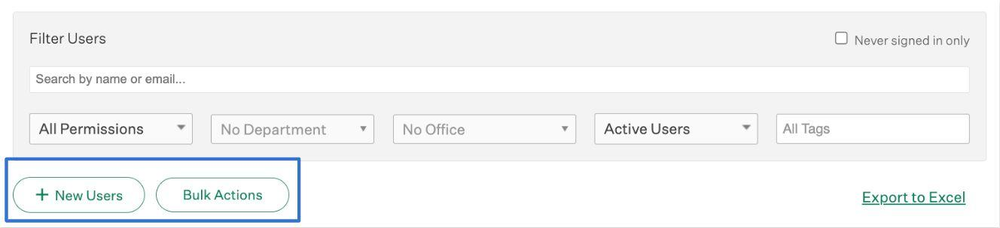 Filter Users
Never signed in only
Search by name or email...
All Permissions
No Department
No Office
Active Users
All Tags
+ New Users
Bulk Actions
Export to Excel